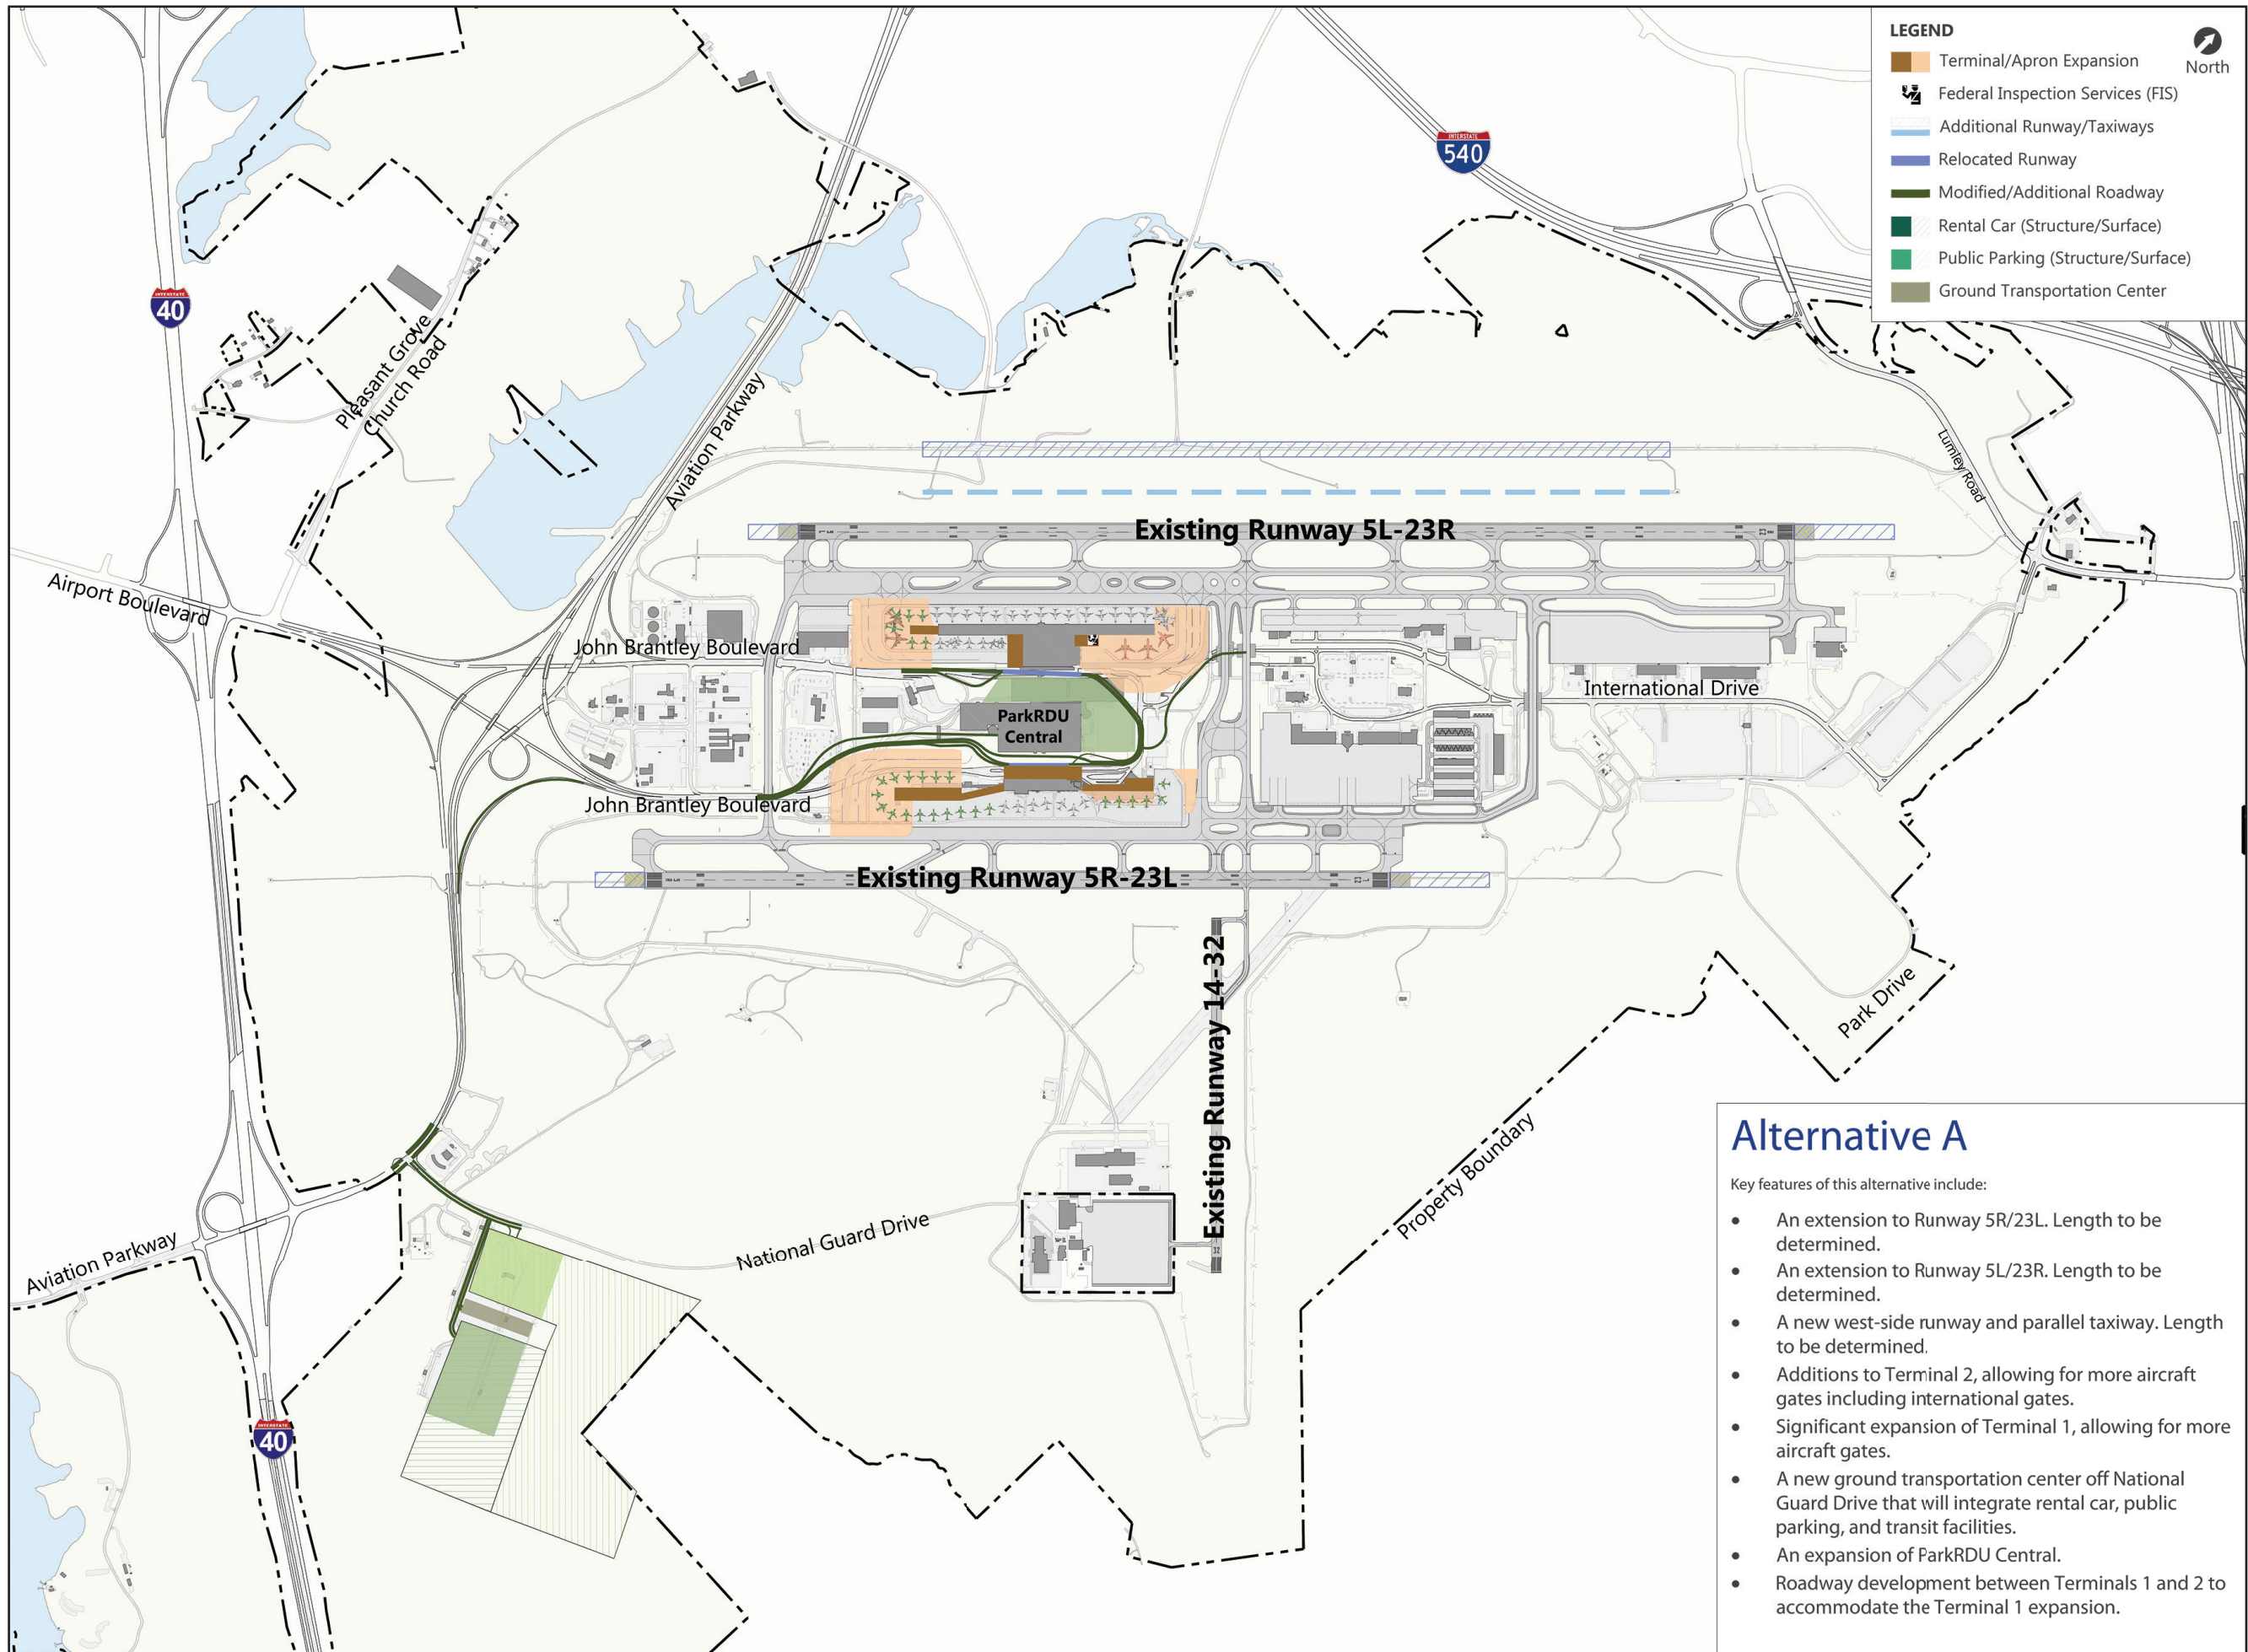 LEGEND
North
Terminal/Apron Expansion
Federal Inspection Services (FIS)
Additional Runway/Taxiways
Relocated Runway
Modified/Additional Roadway
Rental Car (Structure/Surface)
Public Parking (Structure/Surface)
Ground Transportation Center
INTERSTATE
540
INTERSTATE
40
Pleasant Grove
Church Road
Aviation Parkway
Lumley Road
Existing Runway 5L-23R
Airport Boulevard
John Brantley Boulevard
International Drive
ParkRDU
Central
John Brantley Boulevard
Existing Runway 5R-23L
Existing Runway 14-32
32
Park Drive
Property Boundary
National Guard Drive
Aviation Parkway
INTERSTATE
40
Alternative A
Key features of this alternative include:
• An extension to Runway 5R/23L. Length to be
determined.
• An extension to Runway 5L/23R. Length to be
determined.
• A new west-side runway and parallel taxiway. Length
to be determined.
• Additions to Terminal 2, allowing for more aircraft
gates including international gates.
• Significant expansion of Terminal 1, allowing for more
aircraft gates.
• A new ground transportation center off National
Guard Drive that will integrate rental car, public
parking, and transit facilities.
• An expansion of ParkRDU Central.
• Roadway development between Terminals 1 and 2 to
accommodate the Terminal 1 expansion.